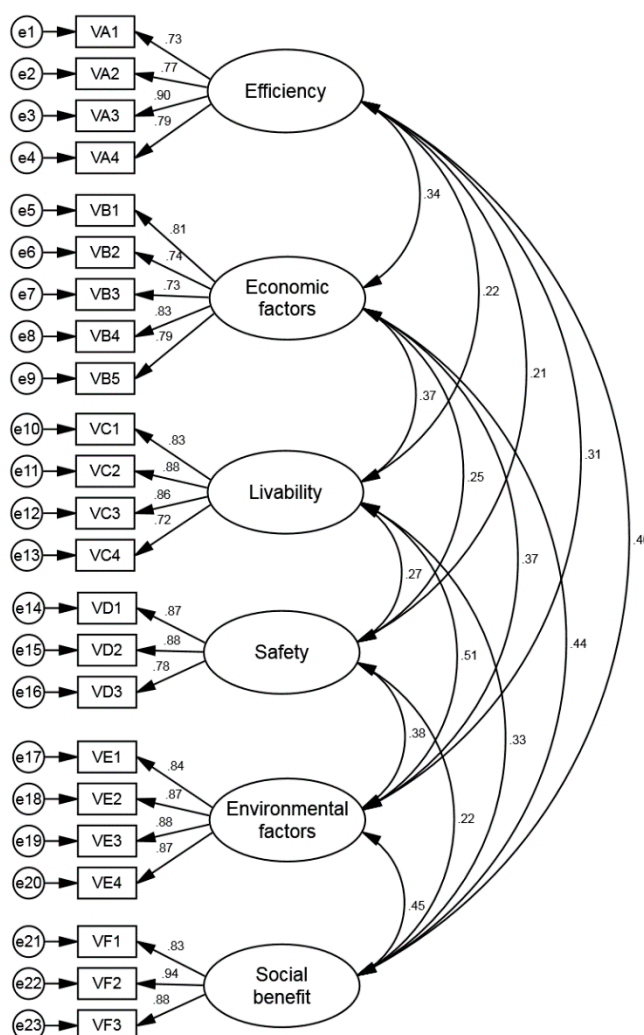 e1 VA1 .73
e2 VA2 .77
e3 VA3 .90
e4 VA4 .79
Efficiency
.34
e5 VB1 .81
e6 VB2 .74
e7 VB3 .73
e8 VB4 .83
e9 VB5 .79
Economic
factors
.22
.21
.37
.31
e10 VC1 .83
e11 VC2 .88
e12 VC3 .86
e13 VC4 .72
Livability
.25
.27
.37
.44
e14 VD1 .87
e15 VD2 .88
e16 VD3 .78
Safety
.51
.38
.33
.22
e17 VE1 .84
e18 VE2 .87
e19 VE3 .88
e20 VE4 .87
Environmental
factors
.45
e21 VF1 .83
e22 VF2 .94
e23 VF3 .88
Social
benefit